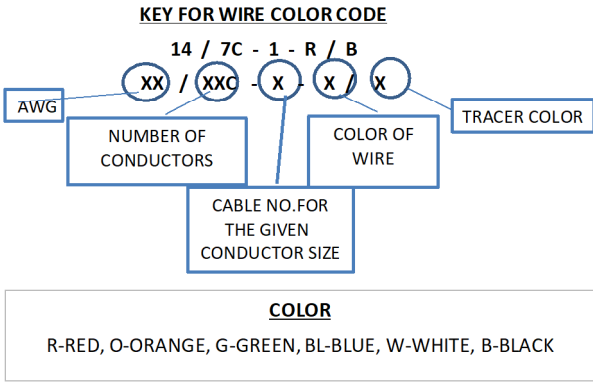 KEY FOR WIRE COLOR CODE
14 / 7C - 1 - R / B
XX / XXC - X - X / X
AWG
NUMBER OF
CONDUCTORS
CABLE NO.FOR
THE GIVEN
CONDUCTOR SIZE
COLOR OF
WIRE
TRACER COLOR
COLOR
R-RED, O-ORANGE, G-GREEN, BL-BLUE, W-WHITE, B-BLACK